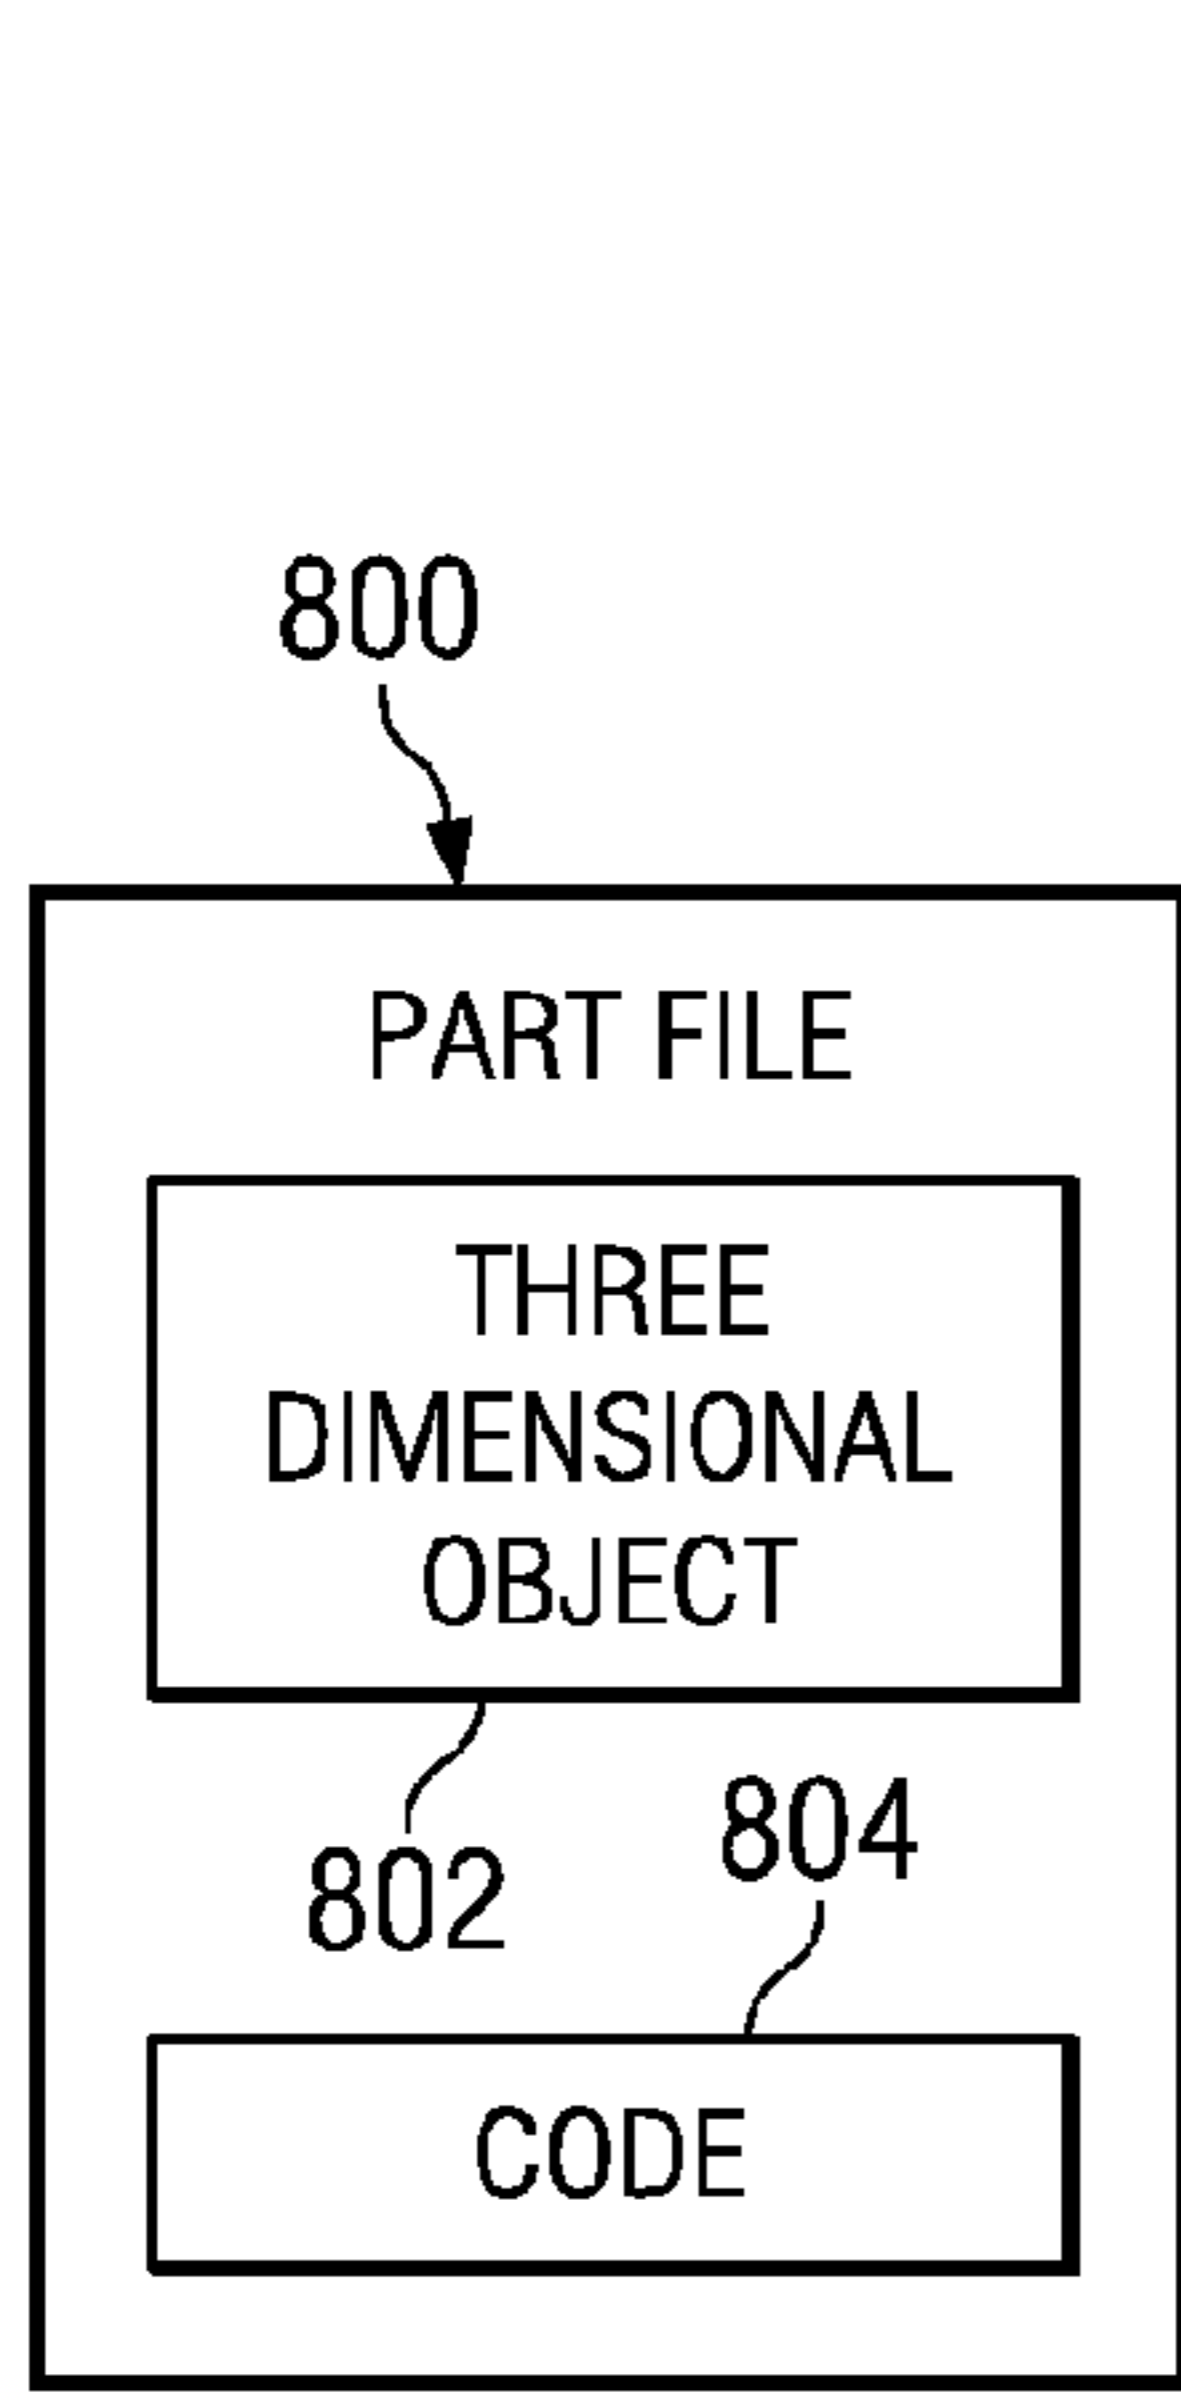 800
PART FILE
THREE
DIMENSIONAL
OBJECT
804
802
CODE